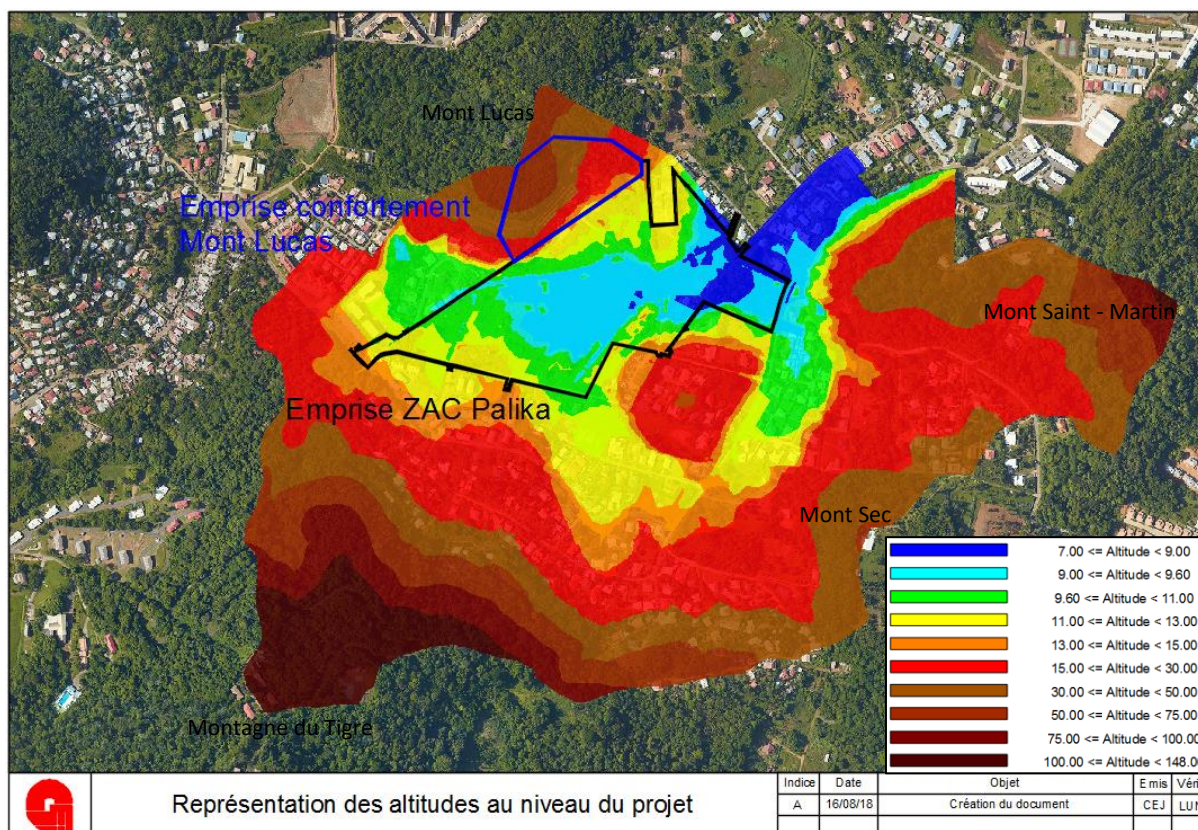 Mont Lucas
Emprise confortement
Mont Lucas
Mont Saint - Martin
Emprise ZAC Palika
Mont Sec
Montagne du Tigre
7.00 <= Altitude < 9.00
9.00 <= Altitude < 9.60
9.60 <= Altitude < 11.00
11.00 <= Altitude < 13.00
13.00 <= Altitude < 15.00
15.00 <= Altitude < 30.00
30.00 <= Altitude < 50.00
50.00 <= Altitude < 75.00
75.00 <= Altitude < 100.00
100.00 <= Altitude < 148.00
Représentation des altitudes au niveau du projet
Indice Date Objet Emis Véri
A 16/08/18 Création du document CEJ LUN